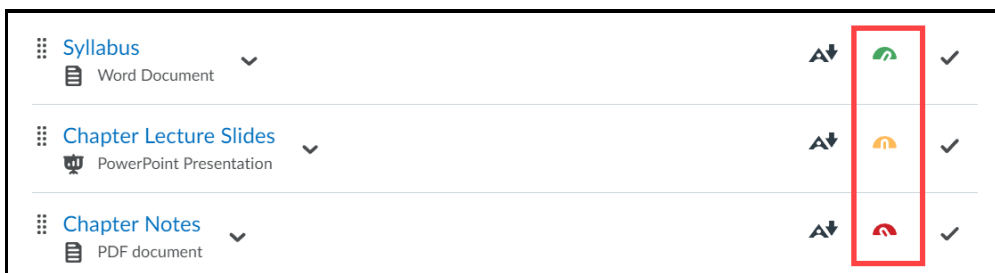 Syllabus
Word Document
Chapter Lecture Slides
PowerPoint Presentation
Chapter Notes
PDF document